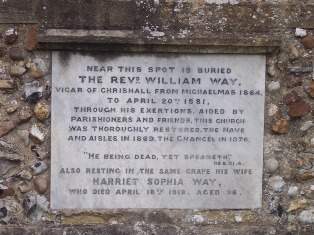 NEAR THIS SPOT IS BURIED
THE REVD. WILLIAM WAY,
VICAR OF CHRISHALL FROM MICHAELMAS 1864,
TO APRIL 20TH 1881,
THROUGH HIS EXERTIONS, AIDED BY
PARISHIONERS AND FRIENDS, THIS CHURCH
WAS THOROUGHLY RESTORED, THE NAVE
AND AISLES IN 1869, THE CHANCEL IN 1878.
"HE BEING DEAD, YET SPEAKETH."
ALSO RESTING IN THE SAME GRAVE HIS WIFE
HARRIET SOPHIA WAY,
WHO DIED APRIL 18TH 1918. AGED